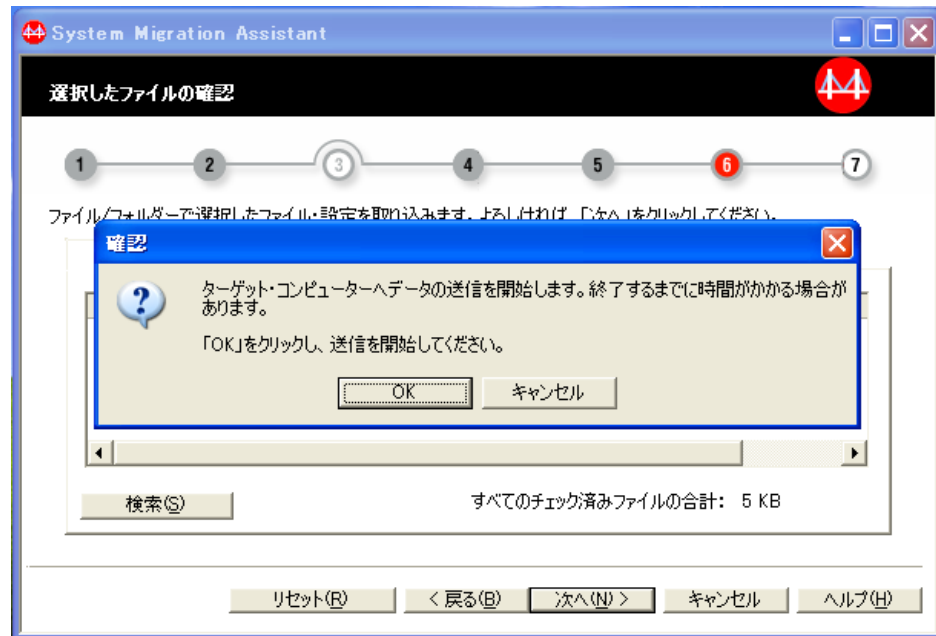 System Migration Assistant
選択したファイルの確認
1 2 3 4 5 6 7
ファイル/フォルダーで選択したファイル・設定を取り込みます。よろしければ、「次へ」をクリックしてください。
確認
ターゲット・コンピューターへデータの送信を開始します。終了するまでに時間がかかる場合が
あります。
「OK」をクリックし、送信を開始してください。
OK キャンセル
検索(S) すべてのチェック済みファイルの合計: 5 KB
リセット(R) < 戻る(B) 次へ(N) > キャンセル ヘルプ(H)